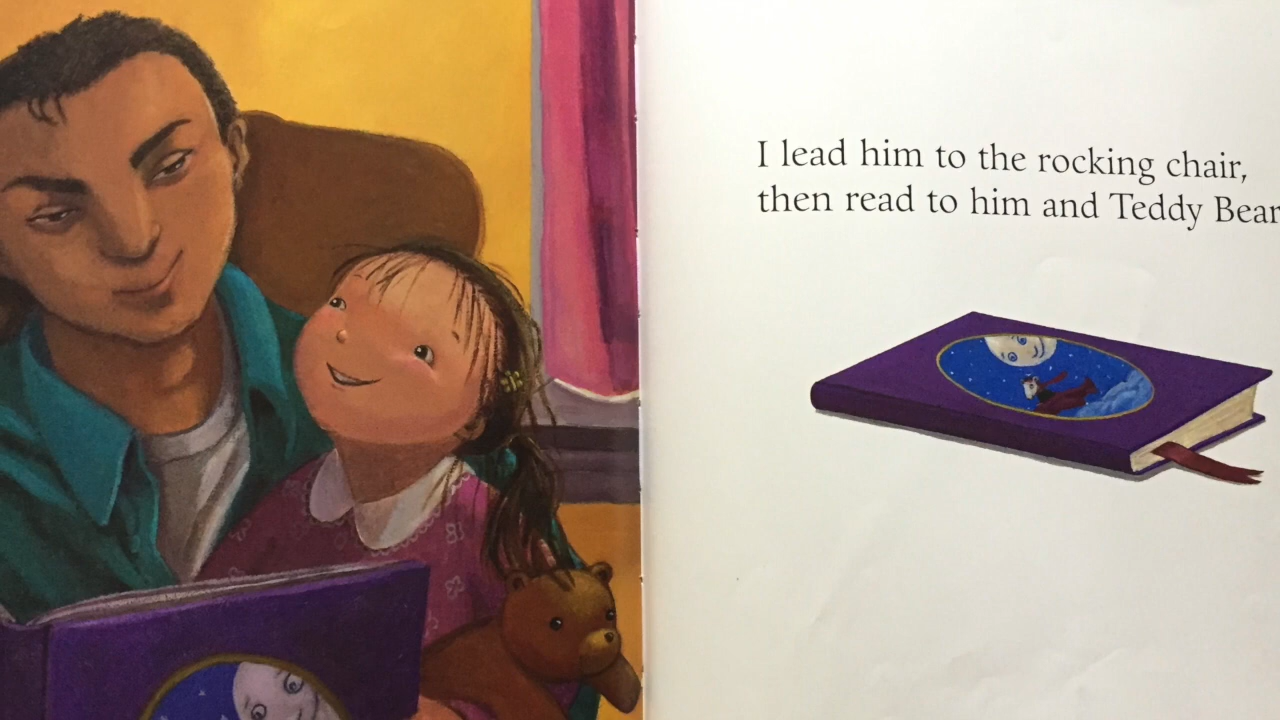 I lead him to the rocking chair,
then read to him and Teddy Bear